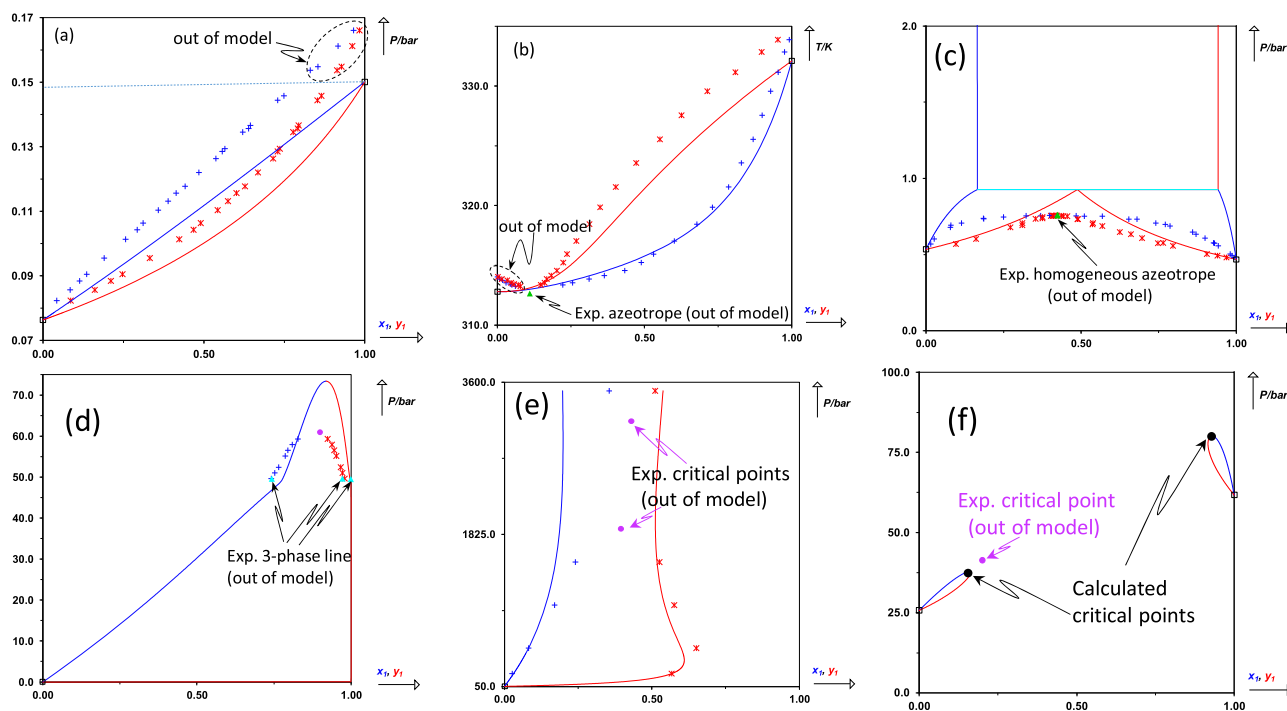 (a)
out of model
P/bar
0.17
0.15
0.13
0.11
0.09
0.07
0.00
0.50
1.00
x₁, y₁
(b)
T/K
330.0
320.0
310.0
out of model
Exp. azeotrope (out of model)
0.00
0.50
1.00
x₁, y₁
(c)
P/bar
2.0
1.0
0.0
Exp. homogeneous azeotrope
(out of model)
0.00
0.50
1.00
x₁, y₁
(d)
P/bar
70.0
60.0
50.0
40.0
30.0
20.0
10.0
0.0
Exp. 3-phase line
(out of model)
0.00
0.50
1.00
x₁, y₁
(e)
P/bar
3600.0
1825.0
50.0
Exp. critical points
(out of model)
0.00
0.50
1.00
x₁, y₁
(f)
P/bar
100.0
75.0
50.0
25.0
0.0
Exp. critical point
(out of model)
Calculated
critical points
0.00
0.50
1.00
x₁, y₁